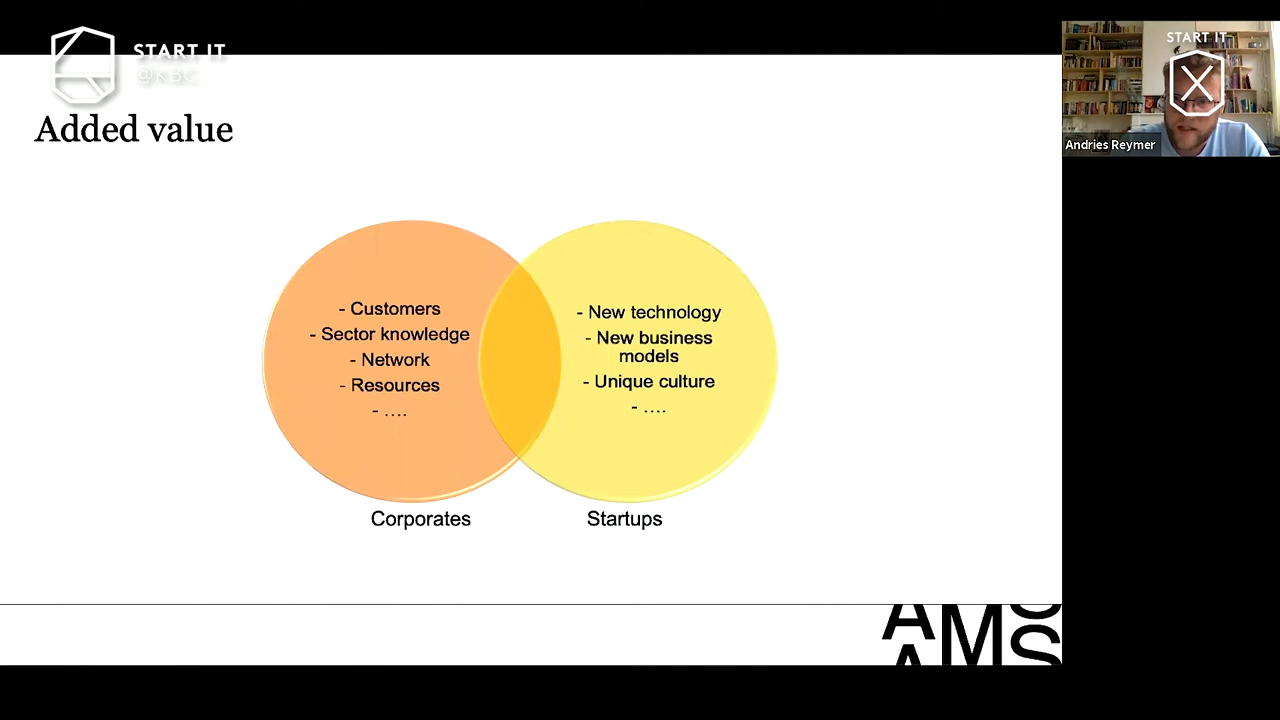 START IT
@KBC
START IT
X
Andries Reymer
Added value
- Customers
- Sector knowledge
- Network
- Resources
- ....
- New technology
- New business
models
- Unique culture
- ....
Corporates
Startups
AMS